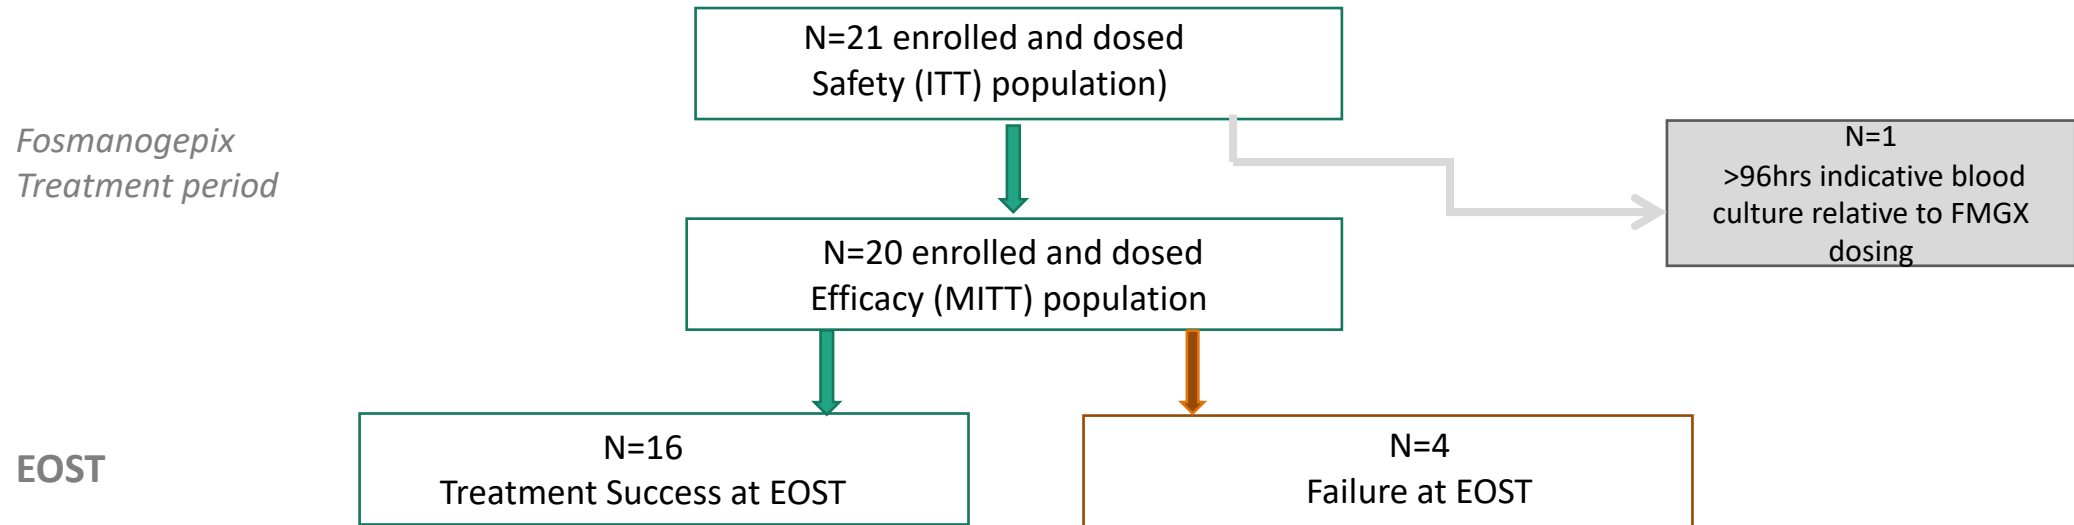 N=21 enrolled and dosed
Safety (ITT) population)
Fosmanogepix
Treatment period
N=1
>96hrs indicative blood
culture relative to FMGX
dosing
N=20 enrolled and dosed
Efficacy (MITT) population
EOST
N=16
Treatment Success at EOST
N=4
Failure at EOST